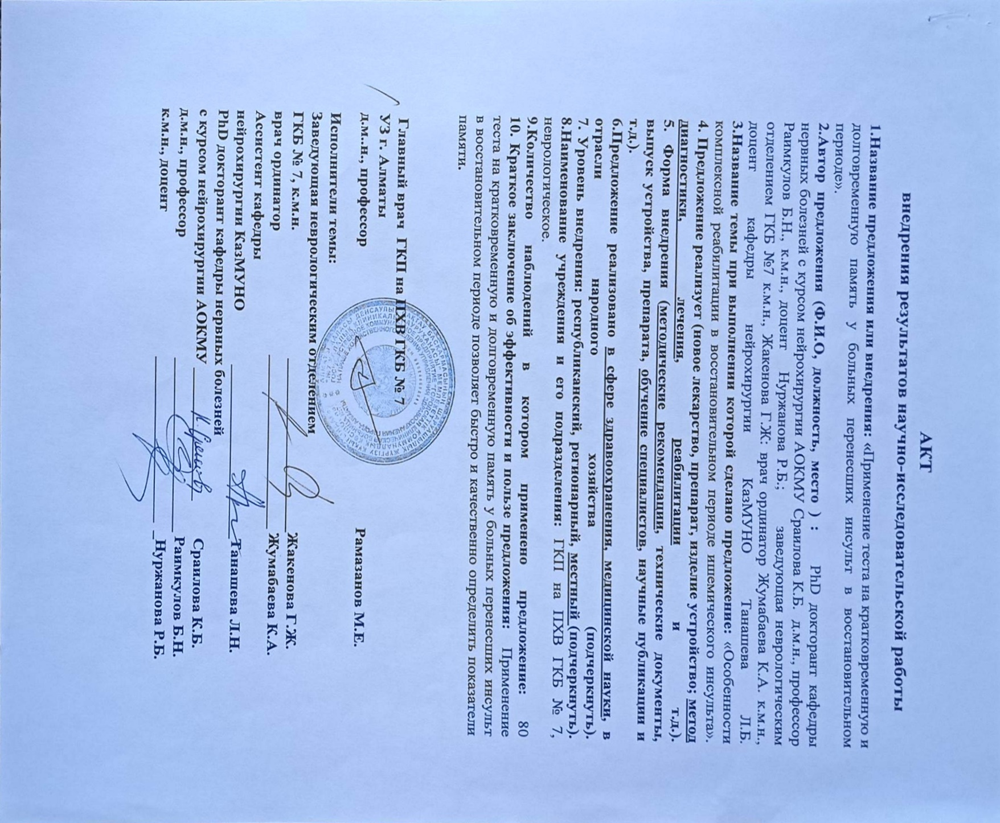 АКТ
внедрения результатов научно-исследовательской работы
1.Название предложения или внедрения: «Применение теста на кратковременную и
долговременную память у больных перенесших инсульт в восстановительном
периоде».
2.Автор предложения (Ф.И.О, должность, место ) : PhD докторант кафедры
нервных болезней с курсом нейрохирургии АОКМУ Сраилова К.Б. д.м.н., профессор
Раимкулов Б.Н., к.м.н., доцент Нуржанова Р.Б.; заведующая неврологическим
отделением ГКБ №7 к.м.н., Жакенова Г.Ж: врач ординатор Жумабаева К.А. к.м.н.,
доцент кафедры нейрохирургии КазМУНО Танашева Л.Б.
3.Название темы при выполнении которой сделано предложение: «Особенности
комплексной реабилитации в восстановительном периоде ишемического инсульта».
4. Предложение реализует (новое лекарство, препарат, изделие устройство; метод
диагностики, лечения, реабилитации и т.д.).
5. Форма внедрения (методические рекомендации, технические документы,
выпуск устройства, препарата, обучение специалистов, научные публикации и
т.д.).
6.Предложение реализовано в сфере здравоохранения, медицинской науки, в
отрасли народного хозяйства (подчеркнуть).
7. Уровень внедрения: республиканский, регионарный, местный (подчеркнуть).
8.Наименование учреждения и его подразделения: ГКП на ПХВ ГКБ № 7,
неврологическое.
9.Количество наблюдений в котором применено предложение: 80
10. Краткое заключение об эффективности и пользе предложения: Применение
теста на кратковременную и долговременную память у больных перенесших инсульт
в восстановительном периоде позволяет быстро и качественно определить показатели
памяти.
Главный врач ГКП на ПХВ ГКБ № 7
УЗ г. Алматы
д.м..н., профессор Рамазанов М.Е.
Исполнители темы:
Заведующая неврологическим отделением
ГКБ № 7, к.м.н. Жакенова Г.Ж.
врач ординатор Жумабаева К.А.
Ассистент кафедры
нейрохирургии КазМУНО Танашева Л.Н.
PhD докторант кафедры нервных болезней
с курсом нейрохирургии АОКМУ Сраилова К.Б.
д.м.н., профессор Раимкулов Б.Н.
к.м.н., доцент Нуржанова Р.Б.